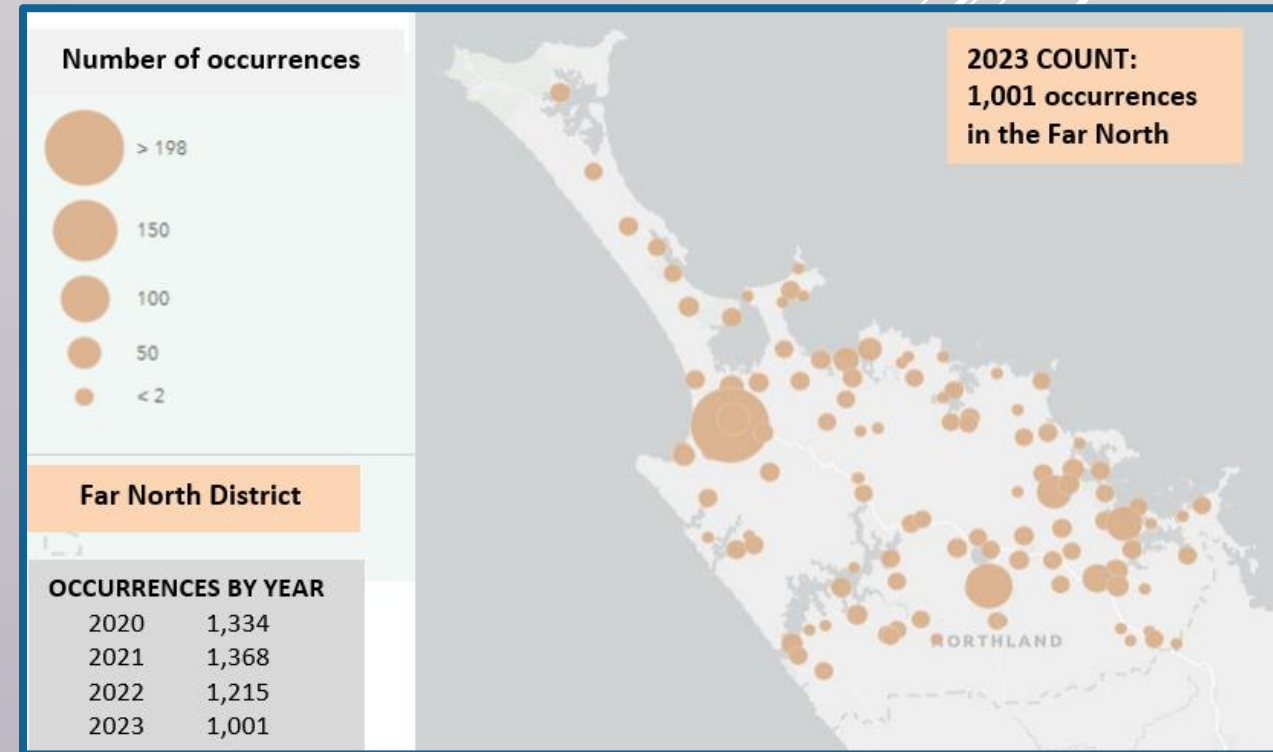 Number of occurrences
> 198
150
100
50
< 2
Far North District
OCCURRENCES BY YEAR
2020 1,334
2021 1,368
2022 1,215
2023 1,001
2023 COUNT:
1,001 occurrences
in the Far North
NORTHLAND